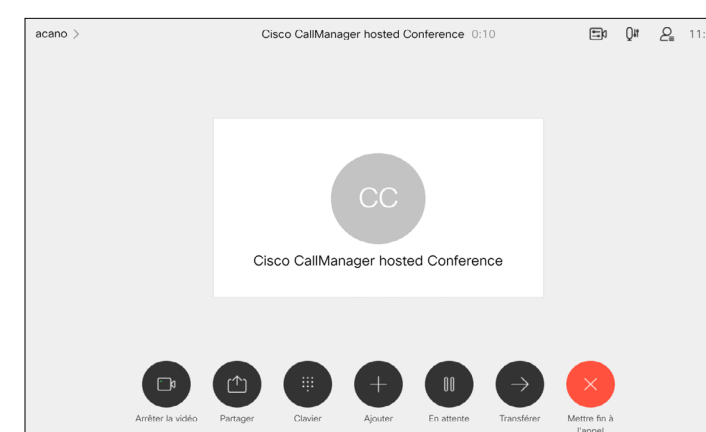 acano >
Cisco CallManager hosted Conference 0:10
11:
CC
Cisco CallManager hosted Conference
Arrêter la vidéo
Partager
Clavier
Ajouter
En attente
Transférer
Mettre fin à
l'appel